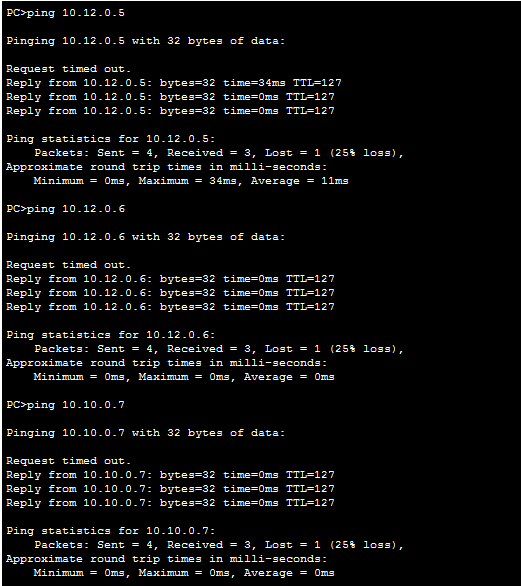 PC>ping 10.12.0.5
Pinging 10.12.0.5 with 32 bytes of data:
Request timed out.
Reply from 10.12.0.5: bytes=32 time=34ms TTL=127
Reply from 10.12.0.5: bytes=32 time=0ms TTL=127
Reply from 10.12.0.5: bytes=32 time=0ms TTL=127
Ping statistics for 10.12.0.5:
    Packets: Sent = 4, Received = 3, Lost = 1 (25% loss),
Approximate round trip times in milli-seconds:
    Minimum = 0ms, Maximum = 34ms, Average = 11ms
PC>ping 10.12.0.6
Pinging 10.12.0.6 with 32 bytes of data:
Request timed out.
Reply from 10.12.0.6: bytes=32 time=0ms TTL=127
Reply from 10.12.0.6: bytes=32 time=0ms TTL=127
Reply from 10.12.0.6: bytes=32 time=0ms TTL=127
Ping statistics for 10.12.0.6:
    Packets: Sent = 4, Received = 3, Lost = 1 (25% loss),
Approximate round trip times in milli-seconds:
    Minimum = 0ms, Maximum = 0ms, Average = 0ms
PC>ping 10.10.0.7
Pinging 10.10.0.7 with 32 bytes of data:
Request timed out.
Reply from 10.10.0.7: bytes=32 time=0ms TTL=127
Reply from 10.10.0.7: bytes=32 time=0ms TTL=127
Reply from 10.10.0.7: bytes=32 time=0ms TTL=127
Ping statistics for 10.10.0.7:
    Packets: Sent = 4, Received = 3, Lost = 1 (25% loss),
Approximate round trip times in milli-seconds:
    Minimum = 0ms, Maximum = 0ms, Average = 0ms